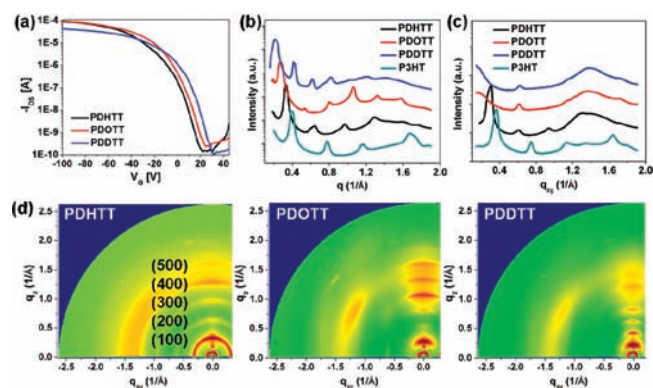 (a)
1E-4
1E-5
1E-6
1E-7
1E-8
1E-9
1E-10
-I_DS [A]
PDHTT
PDOTT
PDDTT
-100 -80 -60 -40 -20 0 20 40
V_G [V]
(b)
PDHTT
PDOTT
PDDTT
P3HT
Intensity (a.u.)
0.4 0.8 1.2 1.6 2.0
q (1/Å)
(c)
PDHTT
PDOTT
PDDTT
P3HT
Intensity (a.u.)
0.4 0.8 1.2 1.6 2.0
q_xy (1/Å)
(d)
PDHTT
2.5
2.0
1.5
1.0
0.5
0.0
q_z (1/Å)
(500)
(400)
(300)
(200)
(100)
-2.5 -2.0 -1.5 -1.0 -0.5 0.0
q_xy (1/Å)
PDOTT
2.5
2.0
1.5
1.0
0.5
0.0
q_z (1/Å)
-2.5 -2.0 -1.5 -1.0 -0.5 0.0
q_xy (1/Å)
PDDTT
2.5
2.0
1.5
1.0
0.5
0.0
q_z (1/Å)
-2.5 -2.0 -1.5 -1.0 -0.5 0.0
q_xy (1/Å)